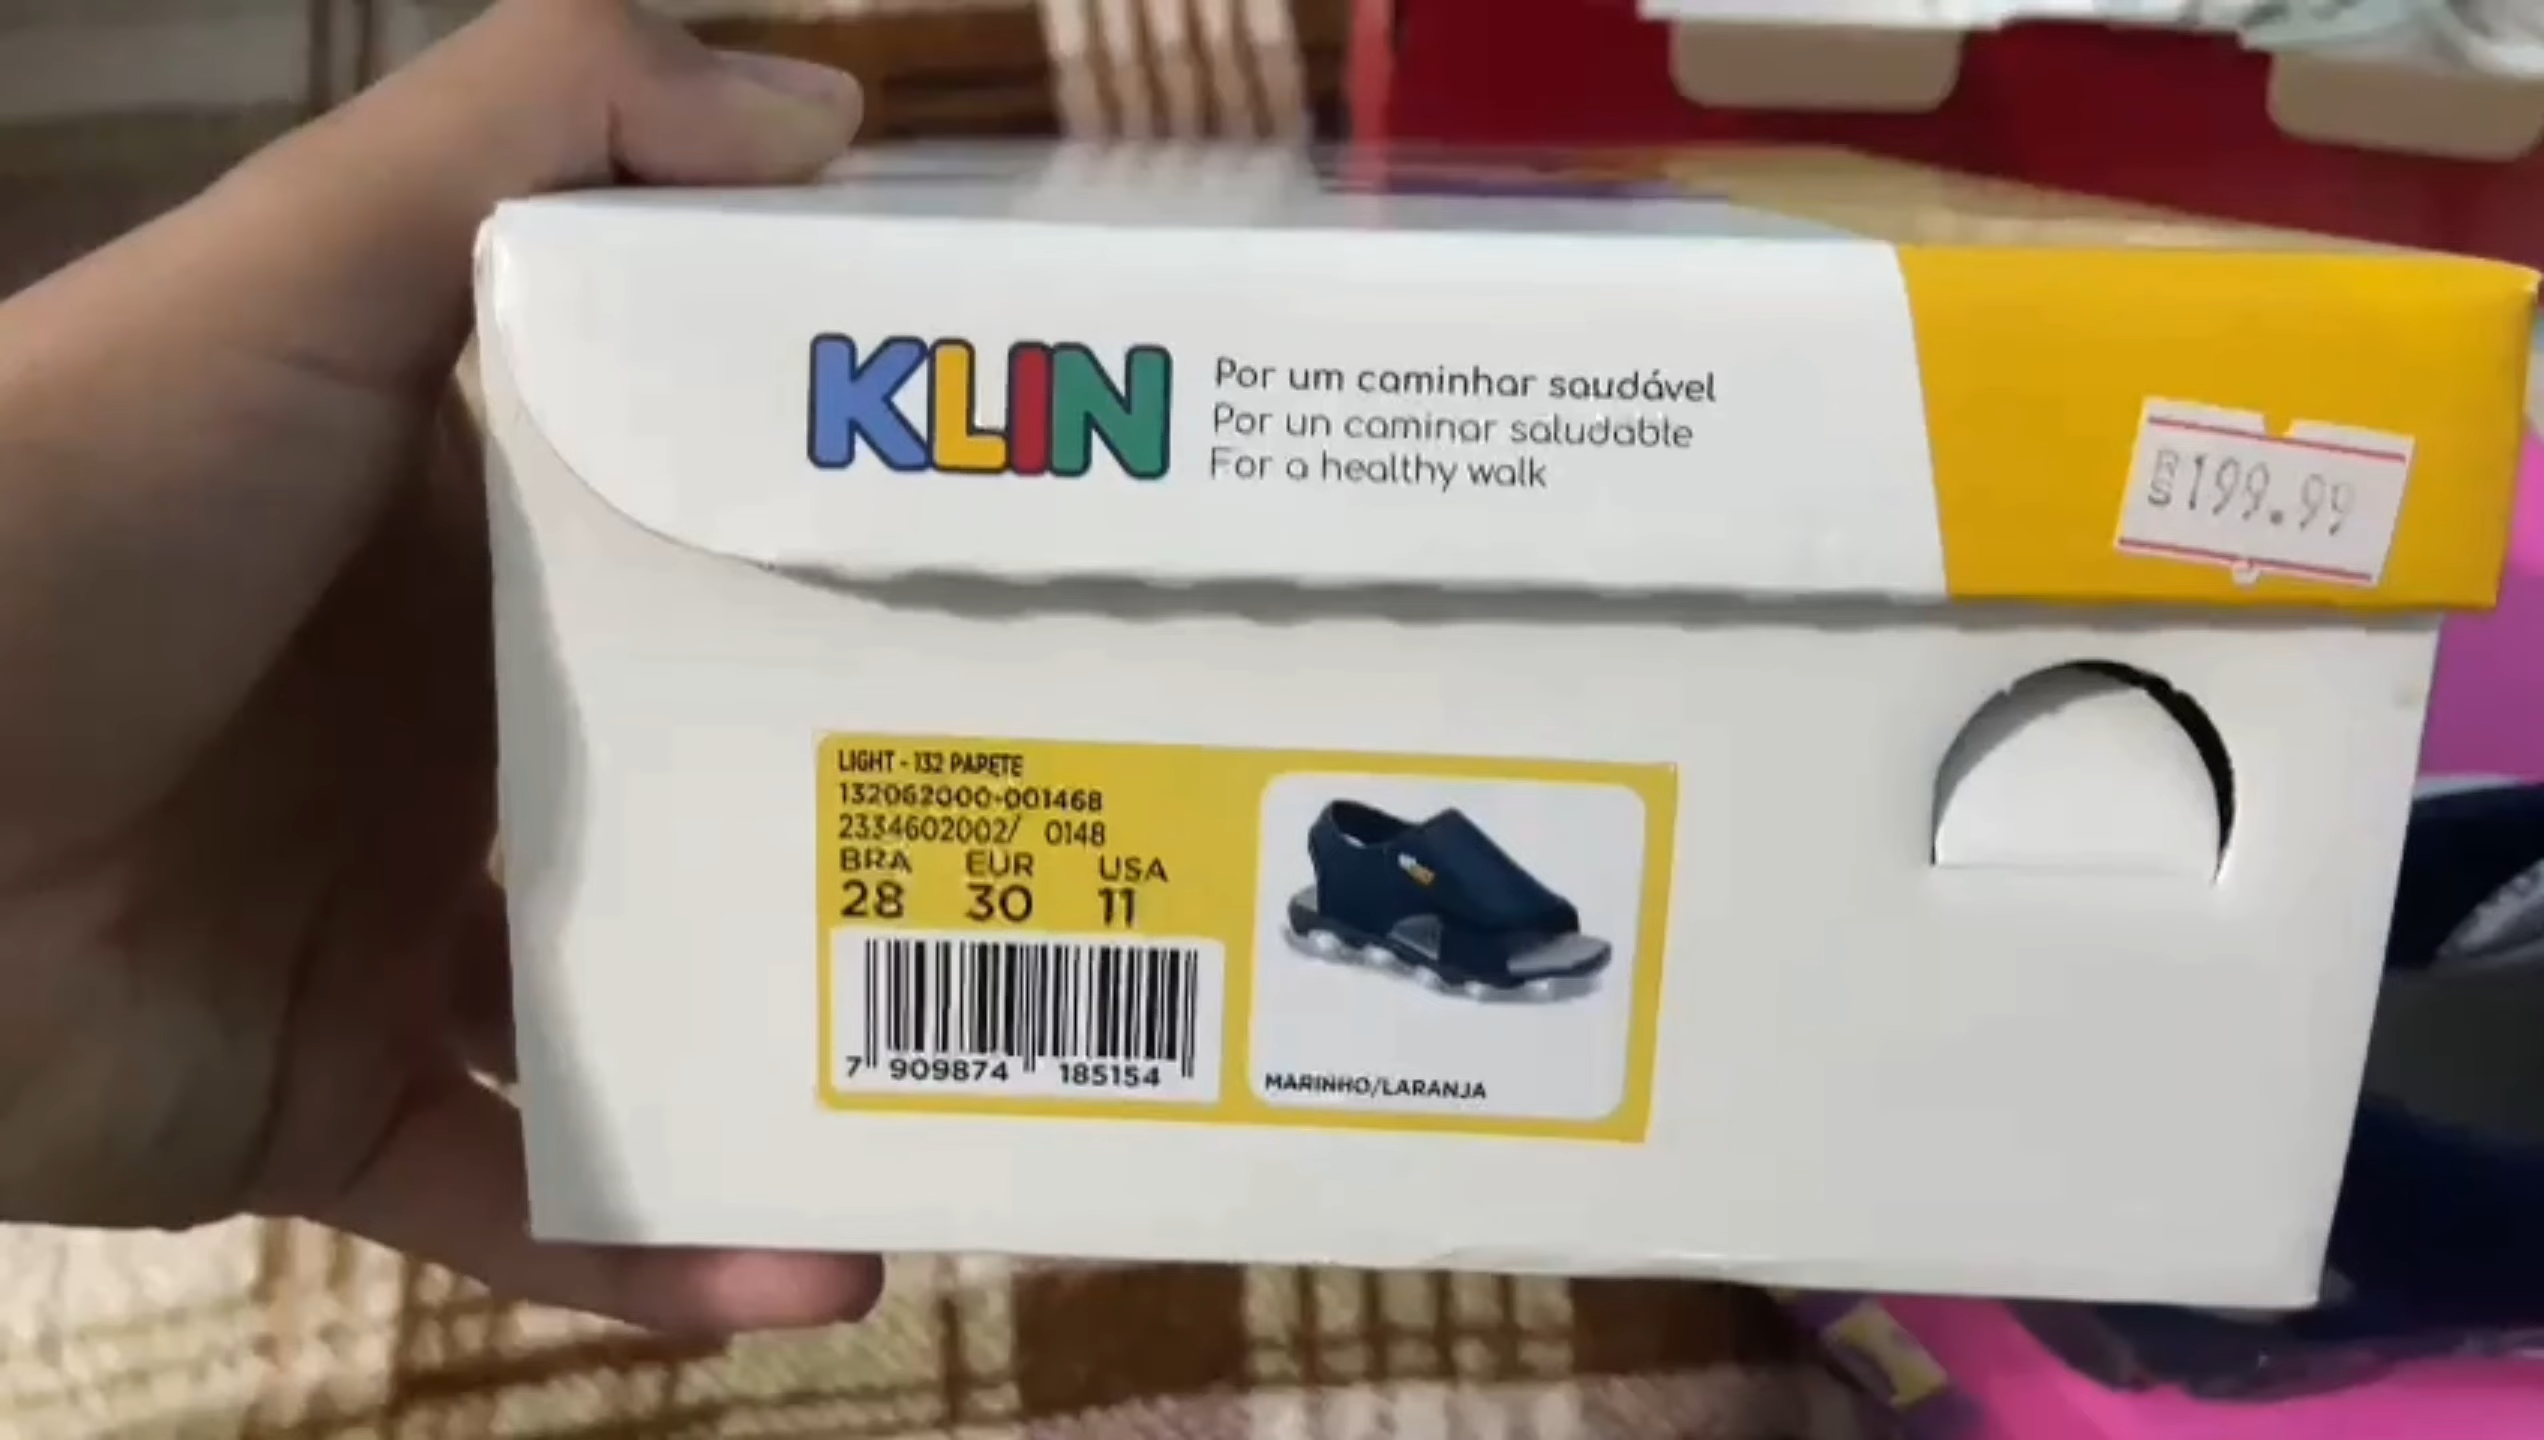 KLIN
Por um caminhar saudável
Por un caminar saludable
For a healthy walk
R$199.99
LIGHT - 132 PAPETE
132062000-001468
2334602002/ 0148
BRA EUR USA
28 30 11
7 909874 185154
MARINHO/LARANJA